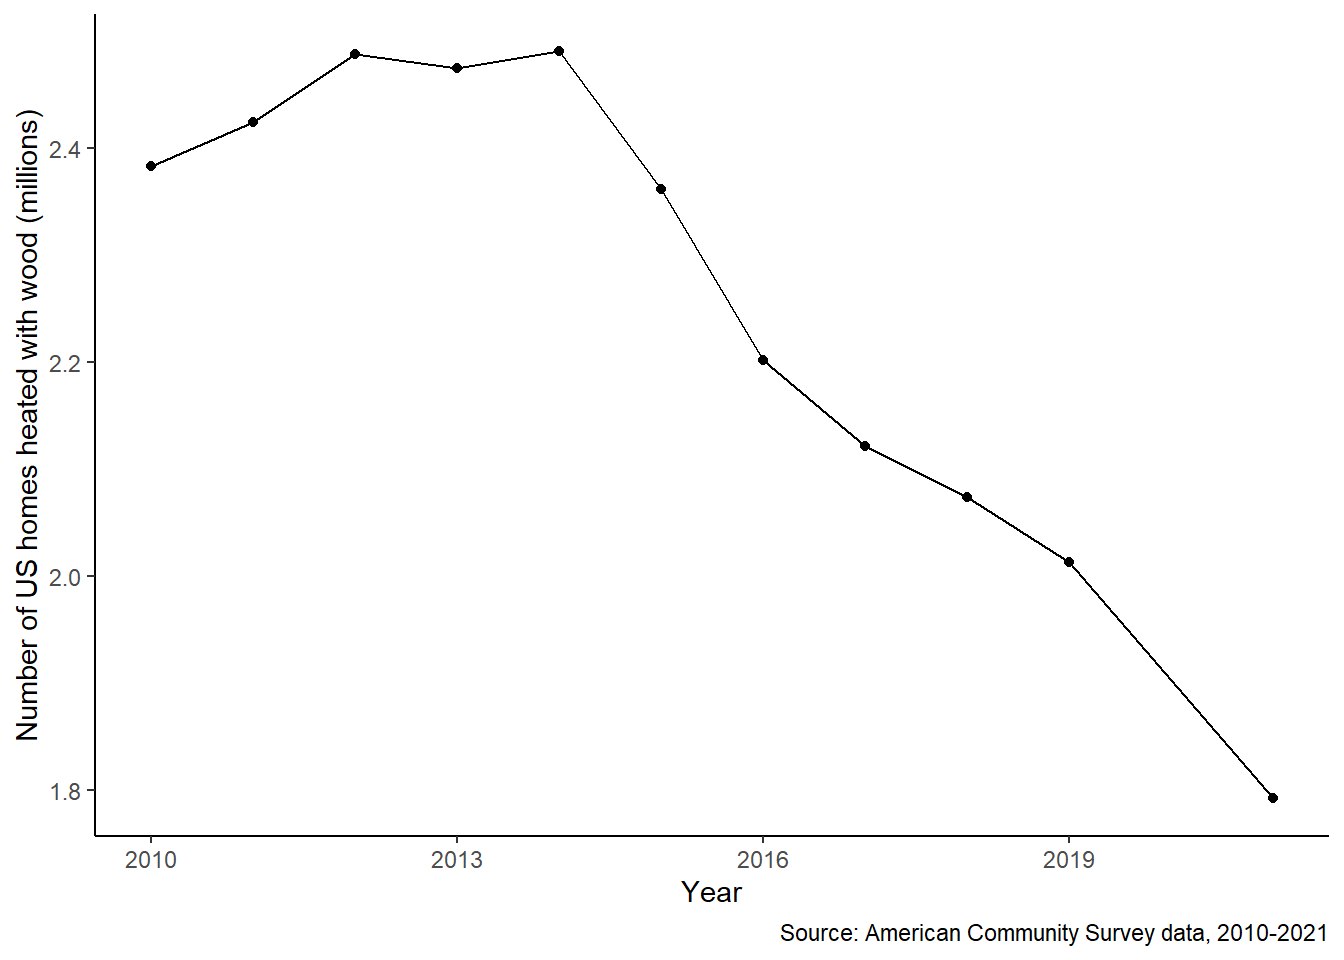 Number of US homes heated with wood (millions)
2.4
2.2
2.0
1.8
2010 2013 2016 2019
Year
Source: American Community Survey data, 2010-2021